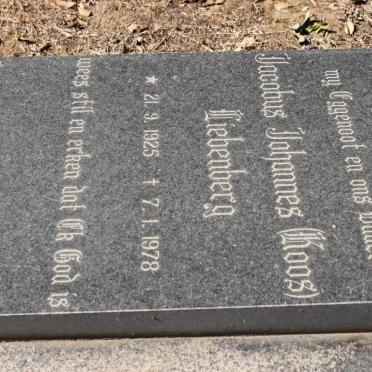 my Eggenoot en ons
Jacobus Johannes (Koos)
Liebenberg
* 21.9.1925 † 7.1.1978
Wees stil en erken dat Ek God is